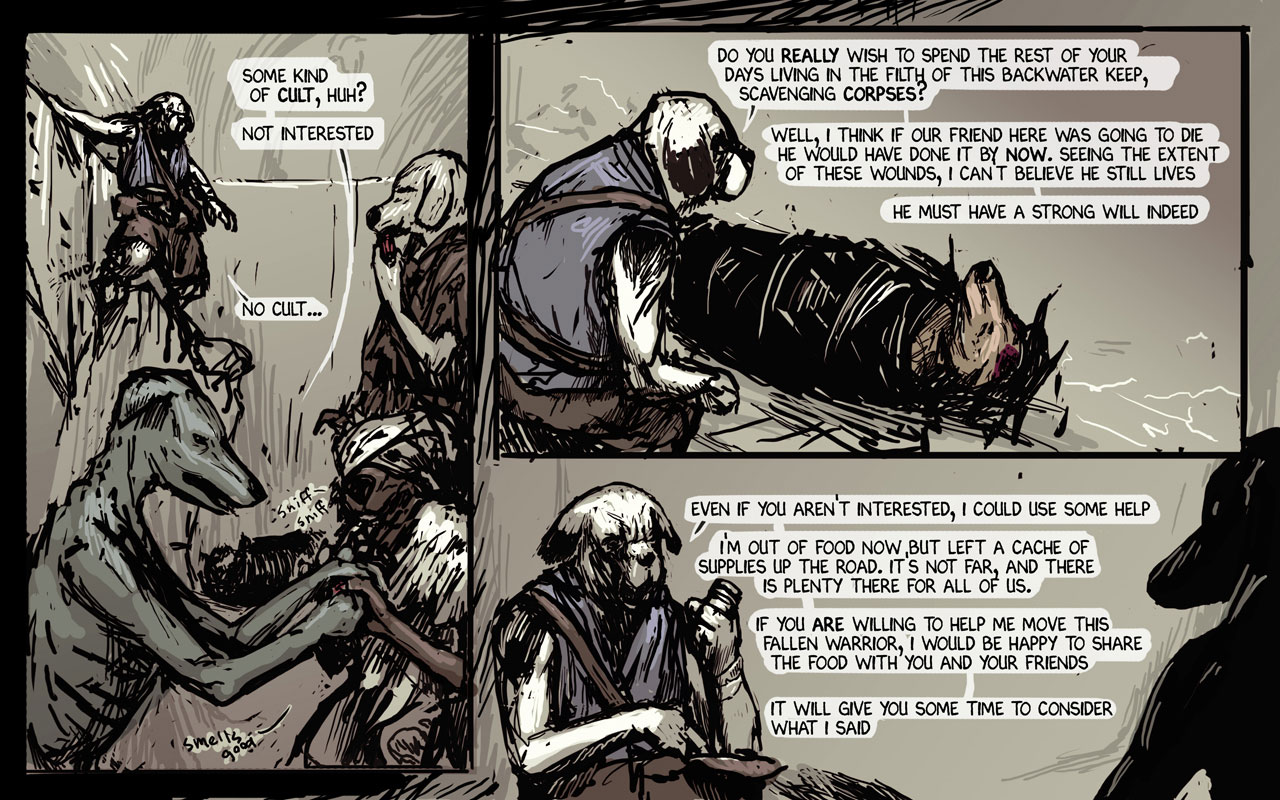 SOME KIND
OF CULT, HUH?
NOT INTERESTED
THUD
NO CULT...
sniff
sniff
smells
good
DO YOU REALLY WISH TO SPEND THE REST OF YOUR
DAYS LIVING IN THE FILTH OF THIS BACKWATER KEEP,
SCAVENGING CORPSES?
WELL, I THINK IF OUR FRIEND HERE WAS GOING TO DIE
HE WOULD HAVE DONE IT BY NOW. SEEING THE EXTENT
OF THESE WOUNDS, I CAN'T BELIEVE HE STILL LIVES
HE MUST HAVE A STRONG WILL INDEED
EVEN IF YOU AREN'T INTERESTED, I COULD USE SOME HELP
I'M OUT OF FOOD NOW, BUT LEFT A CACHE OF
SUPPLIES UP THE ROAD. IT'S NOT FAR, AND THERE
IS PLENTY THERE FOR ALL OF US.
IF YOU ARE WILLING TO HELP ME MOVE THIS
FALLEN WARRIOR, I WOULD BE HAPPY TO SHARE
THE FOOD WITH YOU AND YOUR FRIENDS
IT WILL GIVE YOU SOME TIME TO CONSIDER
WHAT I SAID